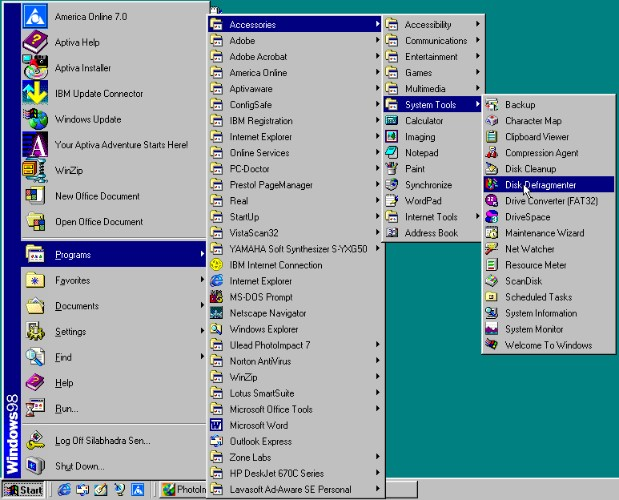 America Online 7.0
Aptiva Help
Aptiva Installer
IBM Update Connector
Windows Update
Your Aptiva Adventure Starts Here!
WinZip
New Office Document
Open Office Document
Programs
Favorites
Documents
Settings
Find
Help
Run...
Log Off Silabhadra Sen...
Shut Down...
Windows98
Accessories
Adobe
Adobe Acrobat
America Online
Aptivaware
ConfigSafe
IBM Registration
Internet Explorer
Online Services
PC-Doctor
Presto! PageManager
Real
StartUp
VistaScan32
YAMAHA Soft Synthesizer S-YXG50
IBM Internet Connection
Internet Explorer
MS-DOS Prompt
Netscape Navigator
Windows Explorer
Ulead PhotoImpact 7
Norton AntiVirus
WinZip
Lotus SmartSuite
Microsoft Office Tools
Microsoft Word
Outlook Express
Zone Labs
HP DeskJet 670C Series
Lavasoft Ad-Aware SE Personal
Accessibility
Communications
Entertainment
Games
Multimedia
System Tools
Calculator
Imaging
Notepad
Paint
Synchronize
WordPad
Internet Tools
Address Book
Backup
Character Map
Clipboard Viewer
Compression Agent
Disk Cleanup
Disk Defragmenter
Drive Converter (FAT32)
DriveSpace
Maintenance Wizard
Net Watcher
Resource Meter
ScanDisk
Scheduled Tasks
System Information
System Monitor
Welcome To Windows
Start
PhotoIm